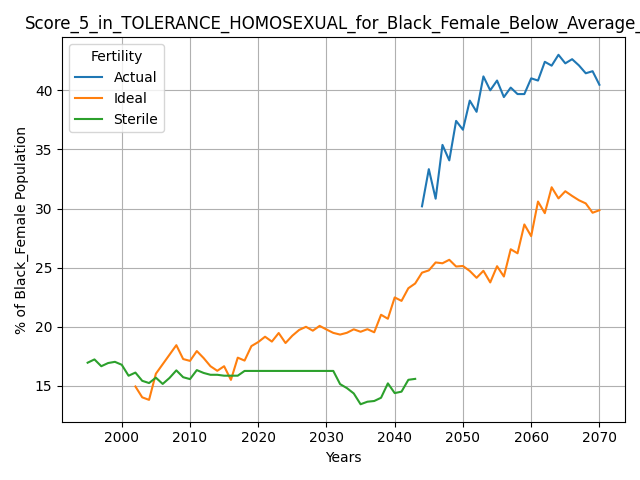 Score_5_in_TOLERANCE_HOMOSEXUAL_for_Black_Female_Below_Average_
Fertility
Actual
Ideal
Sterile
% of Black_Female Population
40
35
30
25
20
15
2000 2010 2020 2030 2040 2050 2060 2070
Years